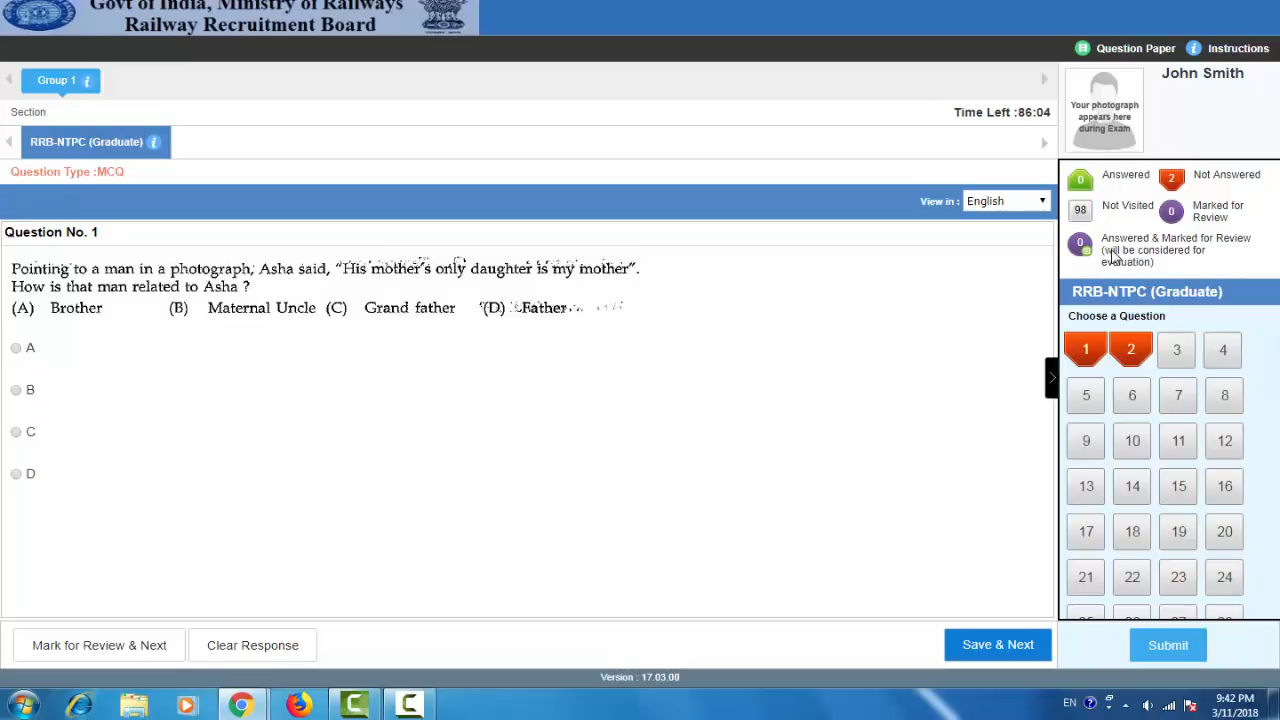 Govt of India, Ministry of Railways
Railway Recruitment Board
Question Paper
Instructions
Group 1
John Smith
Your photograph
appears here
during Exam
Section
Time Left :86:04
RRB-NTPC (Graduate)
Question Type :MCQ
View in :
English
Question No. 1
Pointing to a man in a photograph, Asha said, “His mother’s only daughter is my mother”.
How is that man related to Asha ?
(A) Brother (B) Maternal Uncle (C) Grand father (D) Father
A
B
C
D
0 Answered
2 Not Answered
98 Not Visited
0 Marked for
Review
0 Answered & Marked for Review
(will be considered for
evaluation)
RRB-NTPC (Graduate)
Choose a Question
1 2 3 4
5 6 7 8
9 10 11 12
13 14 15 16
17 18 19 20
21 22 23 24
Mark for Review & Next
Clear Response
Save & Next
Submit
Version : 17.03.00
EN
9:42 PM
3/11/2018